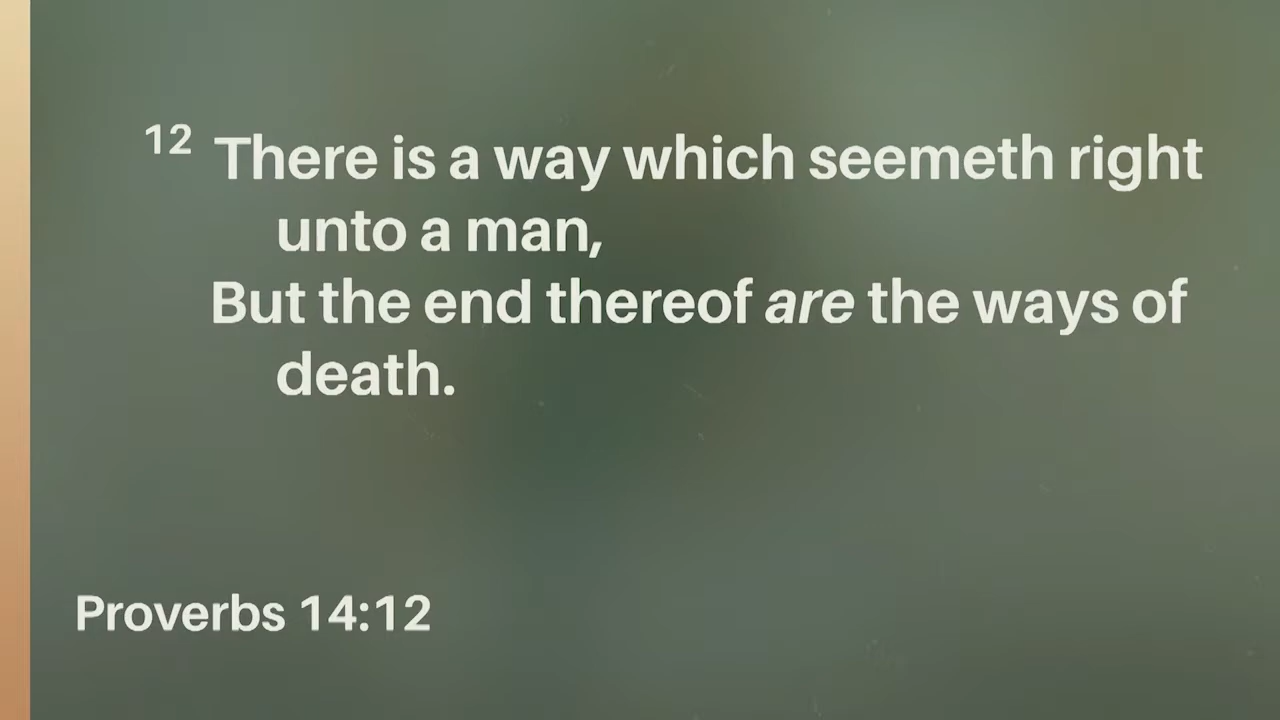 12 There is a way which seemeth right
unto a man,
But the end thereof are the ways of
death.
Proverbs 14:12